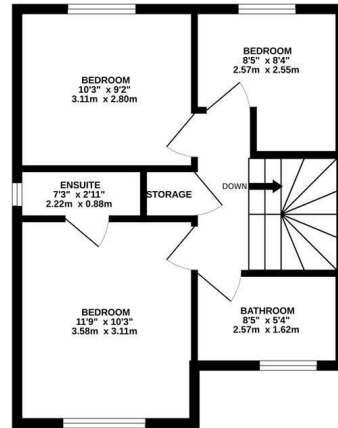 BEDROOM
10'3" x 9'2"
3.11m x 2.80m
BEDROOM
8'5" x 8'4"
2.57m x 2.55m
ENSUITE
7'3" x 2'11"
2.22m x 0.88m
STORAGE
DOWN
BEDROOM
11'9" x 10'3"
3.58m x 3.11m
BATHROOM
8'5" x 5'4"
2.57m x 1.62m